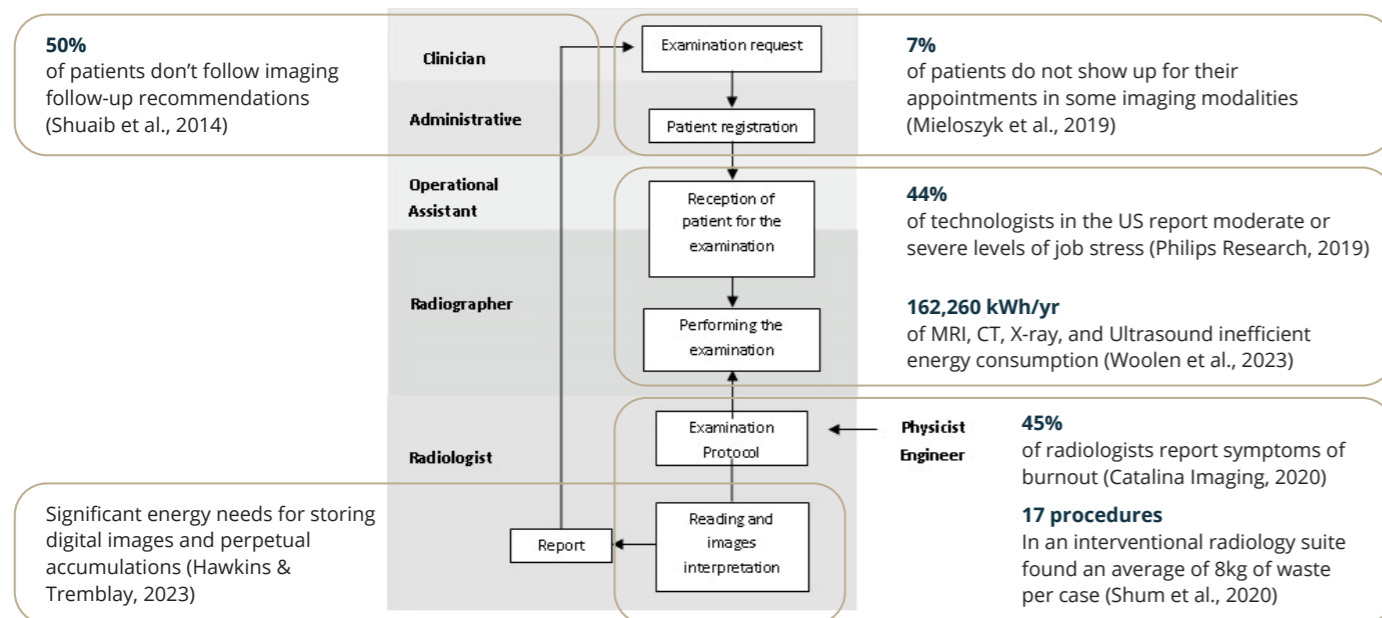 50%
of patients don't follow imaging
follow-up recommendations
(Shuaib et al., 2014)
Clinician
Examination request
7%
of patients do not show up for their
appointments in some imaging modalities
(Mieloszyk et al., 2019)
Administrative
Patient registration
Operational
Assistant
Reception of
patient for the
examination
44%
of technologists in the US report moderate or
severe levels of job stress (Philips Research, 2019)
Radiographer
Performing the
examination
162,260 kWh/yr
of MRI, CT, X-ray, and Ultrasound inefficient
energy consumption (Woolen et al., 2023)
Radiologist
Examination
Protocol
Physicist
Engineer
45%
of radiologists report symptoms of
burnout (Catalina Imaging, 2020)
Significant energy needs for storing
digital images and perpetual
accumulations (Hawkins &
Tremblay, 2023)
Report
Reading and
images
interpretation
17 procedures
In an interventional radiology suite
found an average of 8kg of waste
per case (Shum et al., 2020)